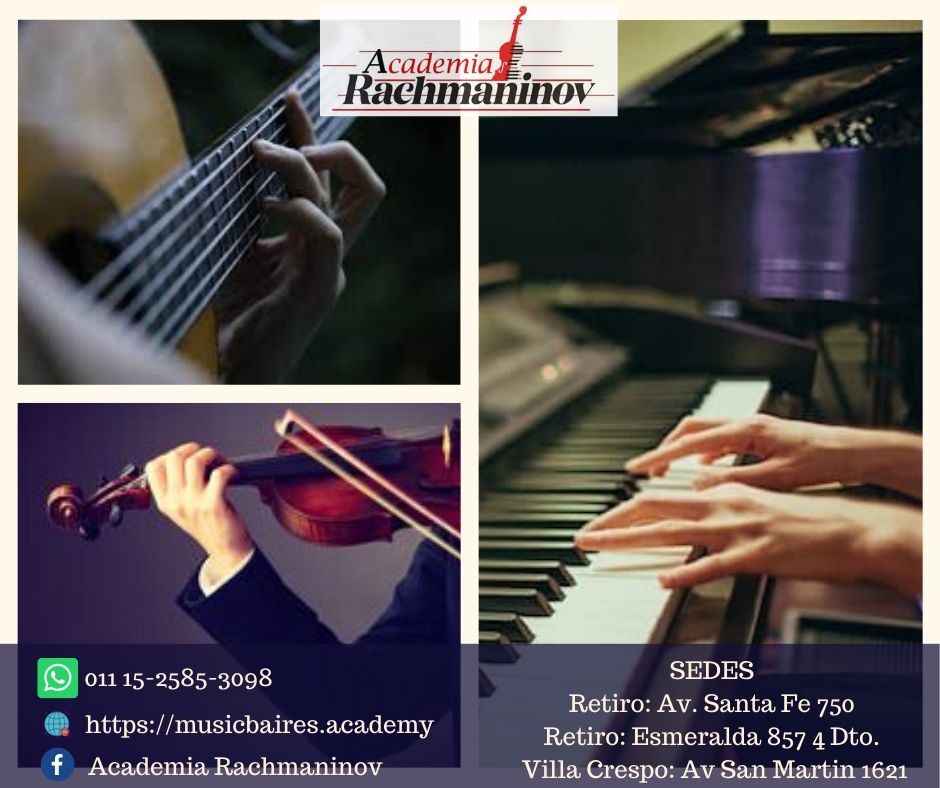 Academia
Rachmaninov
011 15-2585-3098
https://musicbaires.academy
Academia Rachmaninov
SEDES
Retiro: Av. Santa Fe 750
Retiro: Esmeralda 857 4 Dto.
Villa Crespo: Av San Martin 1621